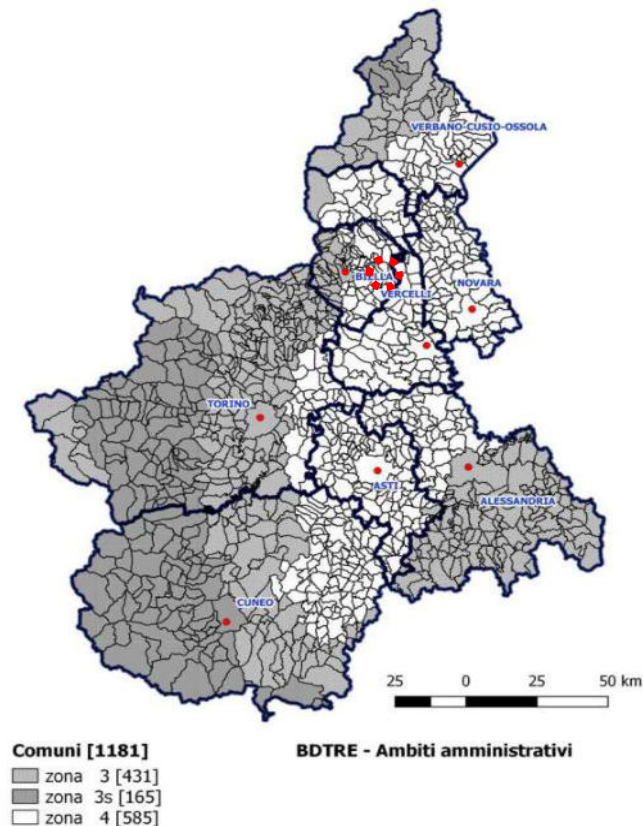 VERBANO-CUSIO-OSSOLA
BIELLA
VERCELLI
NOVARA
TORINO
ASTI
ALESSANDRIA
CUNEO
25 0 25 50 km
Comuni [1181]
BDTRE - Ambiti amministrativi
zona 3 [431]
zona 3s [165]
zona 4 [585]